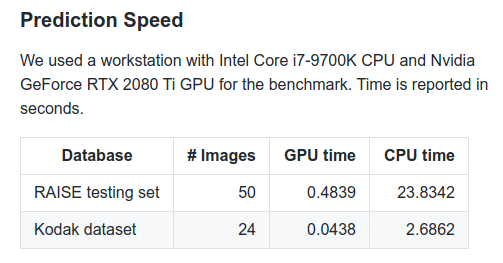 Prediction Speed
We used a workstation with Intel Core i7-9700K CPU and Nvidia
GeForce RTX 2080 Ti GPU for the benchmark. Time is reported in
seconds.
Database # Images GPU time CPU time
RAISE testing set 50 0.4839 23.8342
Kodak dataset 24 0.0438 2.6862